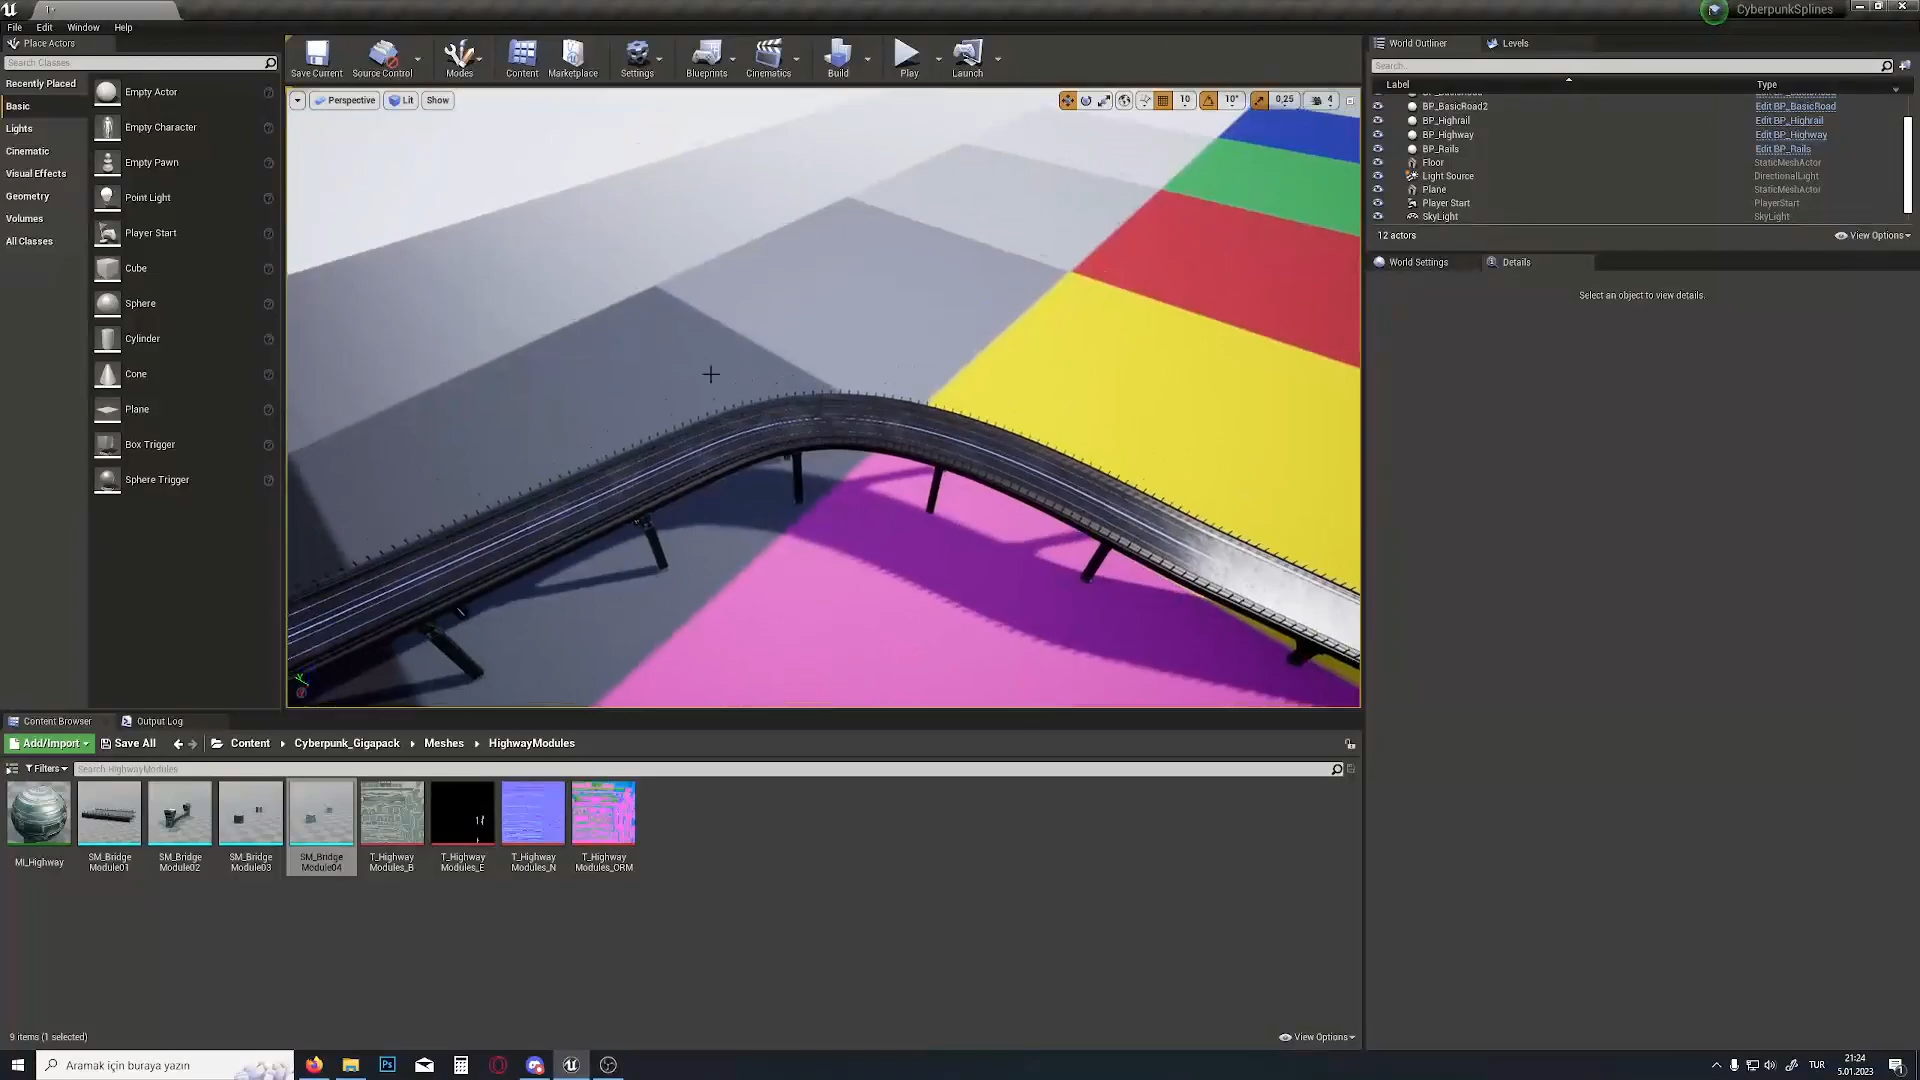 CyberpunkSplines
File Edit Window Help
Place Actors
Search Classes
Recently Placed
Basic
Lights
Cinematic
Visual Effects
Geometry
Volumes
All Classes
Empty Actor
Empty Character
Empty Pawn
Point Light
Player Start
Cube
Sphere
Cylinder
Cone
Plane
Box Trigger
Sphere Trigger
Save Current Source Control Modes Content Marketplace Settings Blueprints Cinematics Build Play Launch
Perspective Lit Show
10 10° 0,25 4
World Outliner Levels
Search...
Label Type
BP_BasicRoad2 Edit BP_BasicRoad
BP_Highrail Edit BP_Highrail
BP_Highway Edit BP_Highway
BP_Rails Edit BP_Rails
Floor StaticMeshActor
Light Source DirectionalLight
Plane StaticMeshActor
Player Start PlayerStart
SkyLight SkyLight
12 actors View Options
World Settings Details
Select an object to view details.
Content Browser Output Log
Add/Import Save All Content Cyberpunk_Gigapack Meshes HighwayModules
Filters Search HighwayModules
MI_Highway
SM_Bridge
Module01
SM_Bridge
Module02
SM_Bridge
Module03
SM_Bridge
Module04
T_Highway
Modules_B
T_Highway
Modules_E
T_Highway
Modules_N
T_Highway
Modules_ORM
9 items (1 selected) View Options
Aramak için buraya yazın
TUR
21:24
5.01.2023